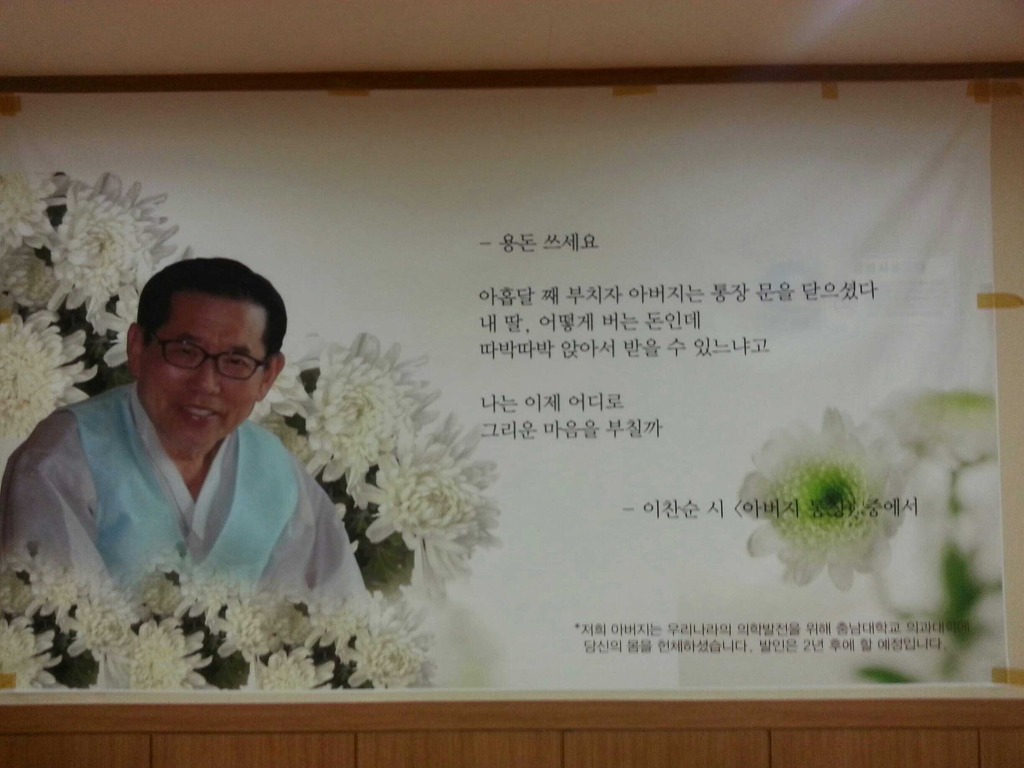 - 용돈 쓰세요
아홉달 째 부치자 아버지는 통장 문을 닫으셨다
내 딸, 어떻게 버는 돈인데
따박따박 앉아서 받을 수 있느냐고
나는 이제 어디로
그리운 마음을 부칠까
- 이찬순 시 〈아버지 통장〉 중에서
*저희 아버지는 우리나라의 의학발전을 위해 충남대학교 의과대학에
당신의 몸을 헌체하셨습니다. 발인은 2년 후에 할 예정입니다.